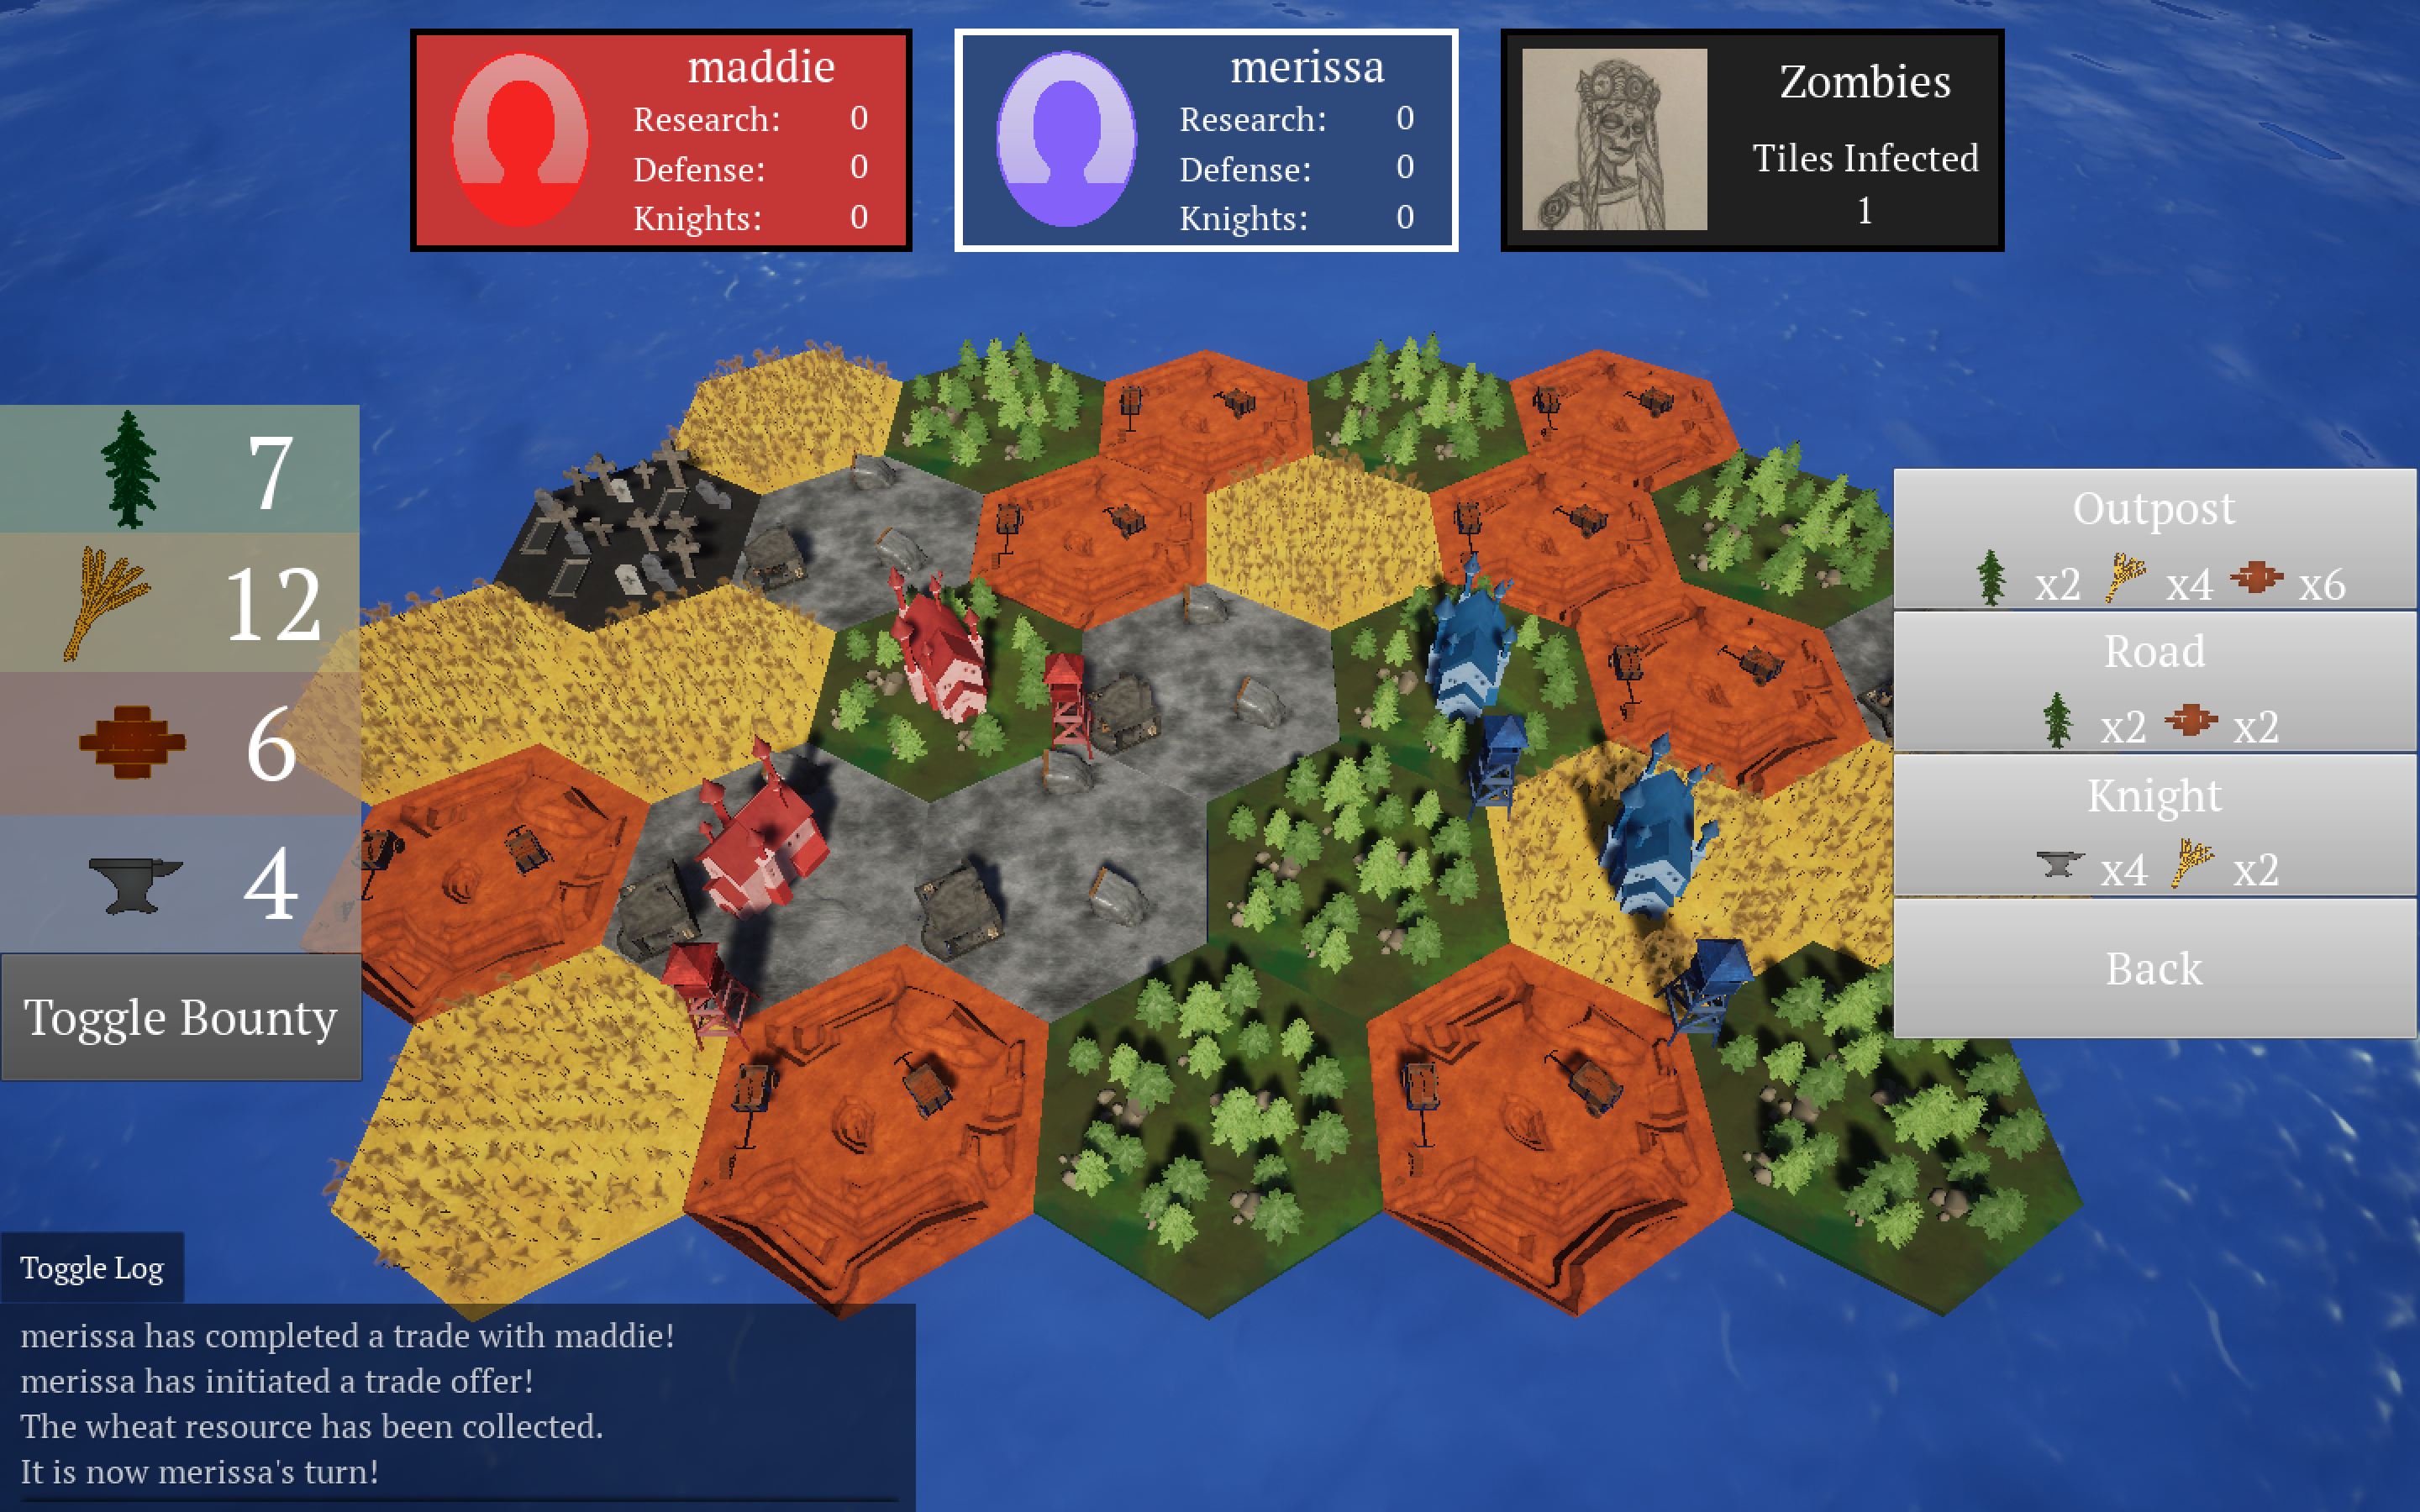 maddie
Research: 0
Defense: 0
Knights: 0
merissa
Research: 0
Defense: 0
Knights: 0
Zombies
Tiles Infected
1
7
12
6
4
Toggle Bounty
Outpost
x2 x4 x6
Road
x2 x2
Knight
x4 x2
Back
Toggle Log
merissa has completed a trade with maddie!
merissa has initiated a trade offer!
The wheat resource has been collected.
It is now merissa's turn!